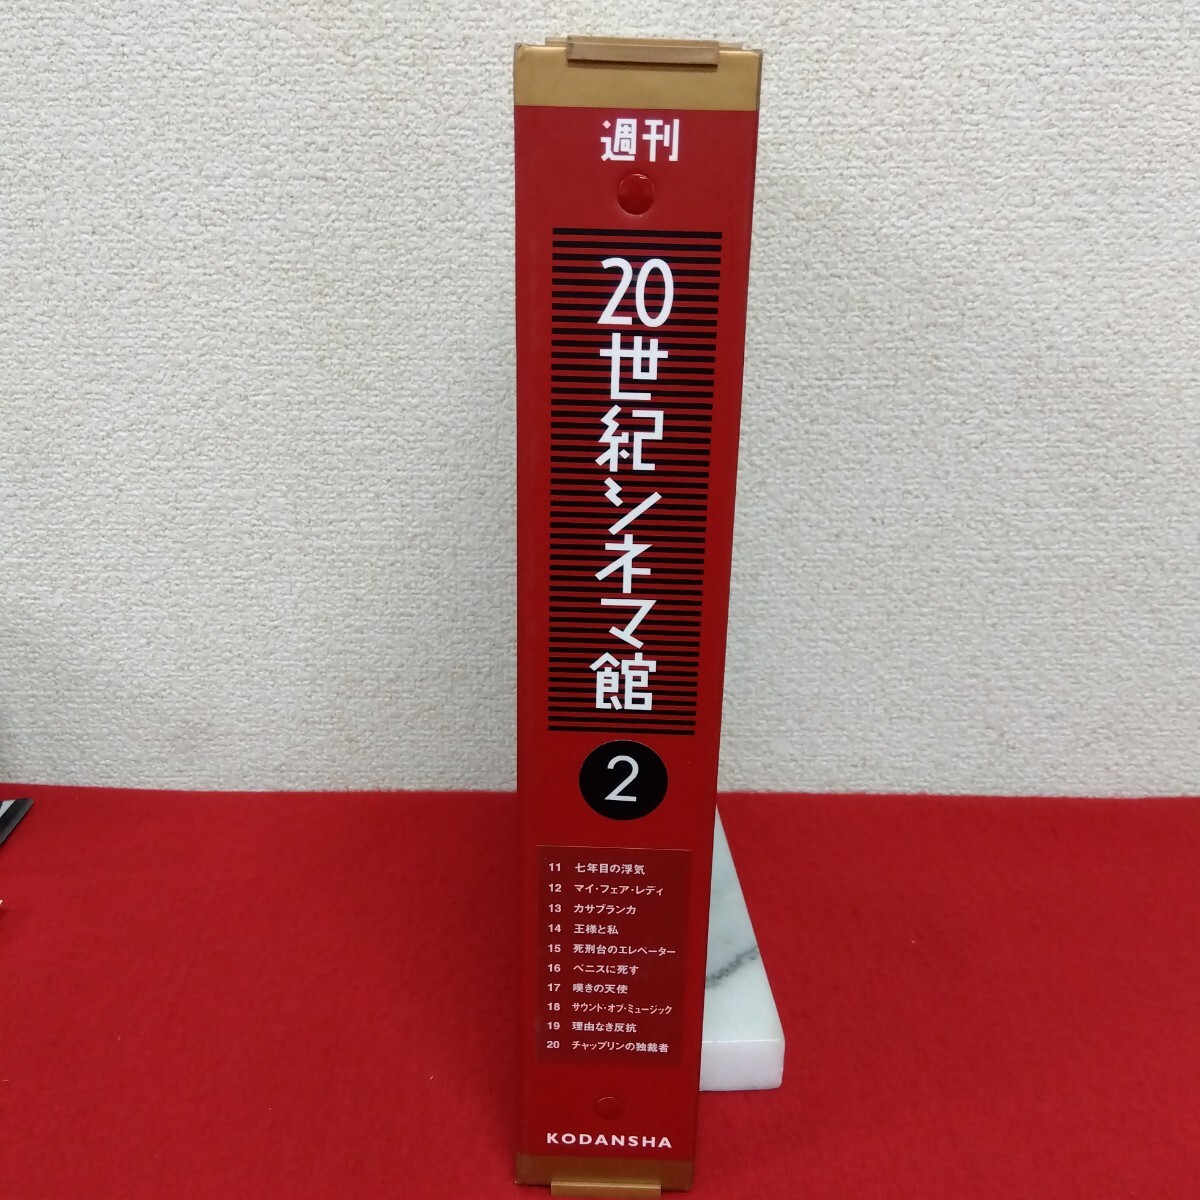 週刊
20世紀シネマ館
2
11 七年目の浮気
12 マイ・フェア・レディ
13 カサブランカ
14 王様と私
15 死刑台のエレベーター
16 ベニスに死す
17 嘆きの天使
18 サウンド・オブ・ミュージック
19 理由なき反抗
20 チャップリンの独裁者
KODANSHA